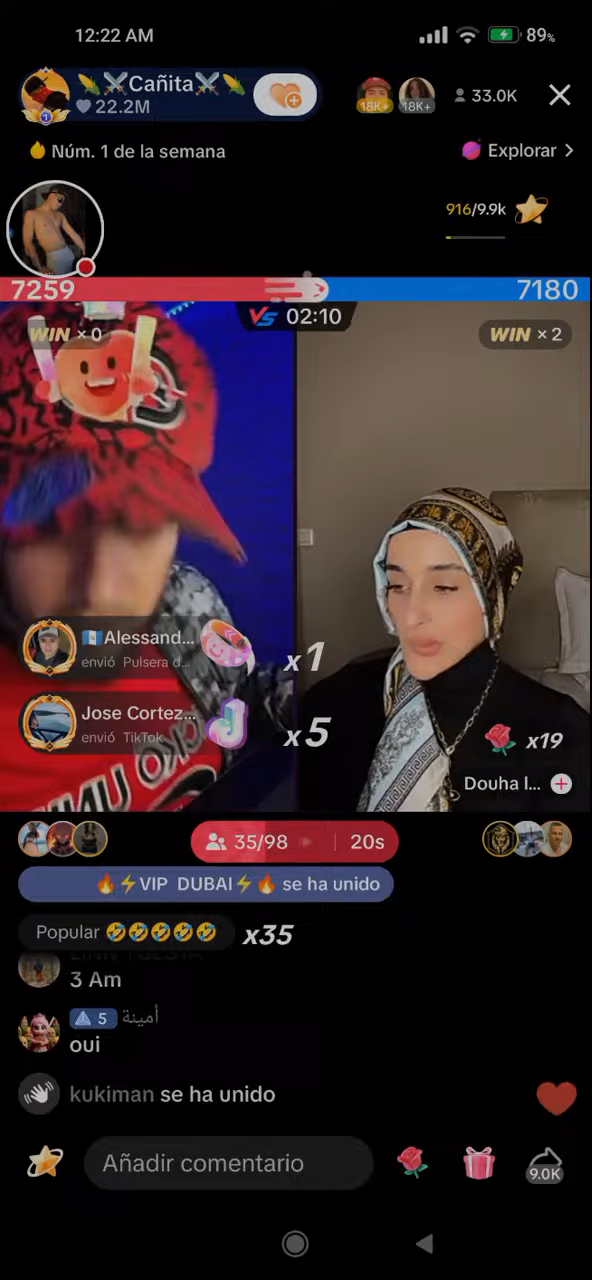 12:22 AM
89%
🌽⚔️Cañita⚔️🌽
22.2M
18K+
18K+
33.0K
Núm. 1 de la semana
Explorar
916/9.9k
7259
7180
WIN × 0
VS 02:10
WIN × 2
🇬🇹Alessand...
envió Pulsera d...
x1
Jose Cortez...
envió TikTok
x5
x19
Douha l...
35/98
20s
🔥⚡VIP DUBAI⚡🔥 se ha unido
Popular 🤣🤣🤣🤣🤣
x35
3 Am
5 أمينة
oui
kukiman se ha unido
Añadir comentario
9.0K